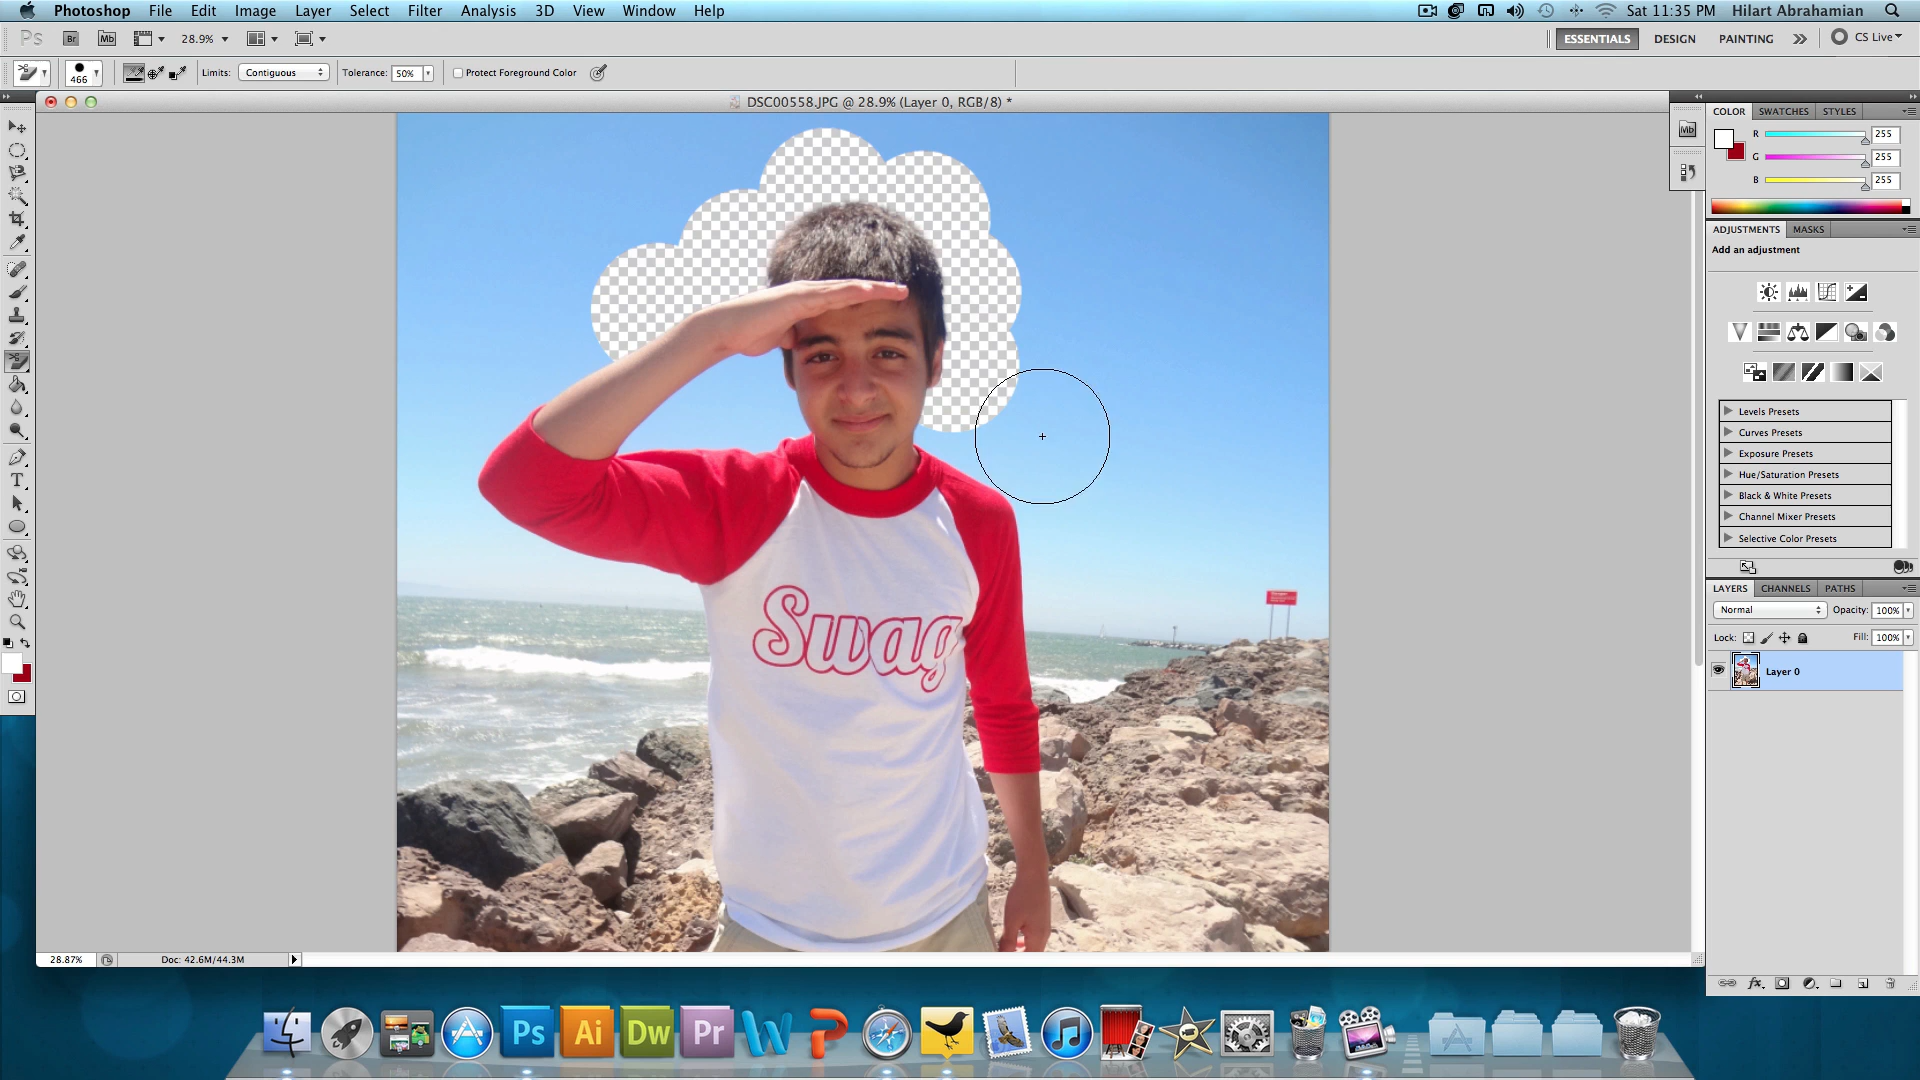 Photoshop File Edit Image Layer Select Filter Analysis 3D View Window Help Sat 11:35 PM Hilart Abrahamian
Ps Br Mb 28.9% ESSENTIALS DESIGN PAINTING CS Live
466 Limits: Contiguous Tolerance: 50% Protect Foreground Color
DSC00558.JPG @ 28.9% (Layer 0, RGB/8) *
COLOR SWATCHES STYLES
Mb
R 255
G 255
B 255
ADJUSTMENTS MASKS
Add an adjustment
Levels Presets
Curves Presets
Exposure Presets
Hue/Saturation Presets
Black & White Presets
Channel Mixer Presets
Selective Color Presets
LAYERS CHANNELS PATHS
Normal Opacity: 100%
Lock: Fill: 100%
Layer 0
Swag
28.87% Doc: 42.6M/44.3M
Ps Ai Dw Pr